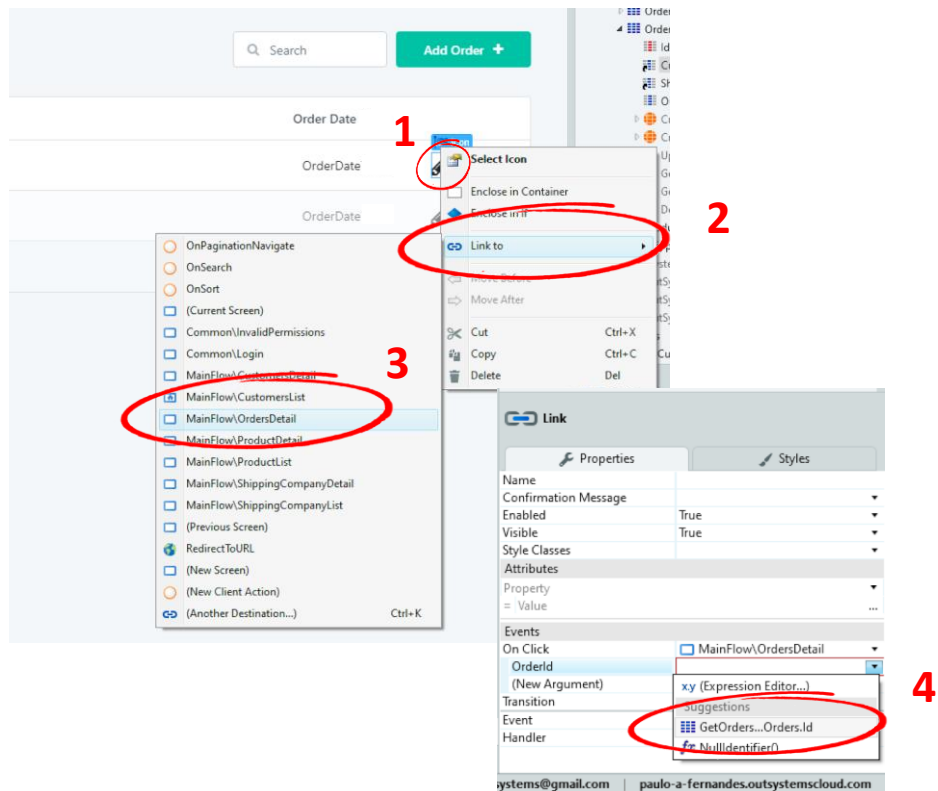 Search
Add Order +
Order Date
OrderDate
OrderDate
1
Select Icon
Enclose in Container
Enclose in If
Link to
Move Before
Move After
Cut Ctrl+X
Copy Ctrl+C
Delete Del
2
OnPaginationNavigate
OnSearch
OnSort
(Current Screen)
Common\InvalidPermissions
Common\Login
MainFlow\CustomersDetail
MainFlow\CustomersList
MainFlow\OrdersDetail
MainFlow\ProductDetail
MainFlow\ProductList
MainFlow\ShippingCompanyDetail
MainFlow\ShippingCompanyList
(Previous Screen)
RedirectToURL
(New Screen)
(New Client Action)
(Another Destination...) Ctrl+K
3
Link
Properties
Styles
Name
Confirmation Message
Enabled True
Visible True
Style Classes
Attributes
Property
= Value ...
Events
On Click MainFlow\OrdersDetail
OrderId
(New Argument)
Transition
Event
Handler
x.y (Expression Editor...)
Suggestions
GetOrders...Orders.Id
fx NullIdentifier()
4
ystems@gmail.com | paulo-a-fernandes.outsystemscloud.com